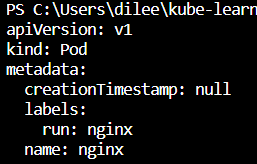 PS C:\Users\dilee\kube-learn
apiVersion: v1
kind: Pod
metadata:
  creationTimestamp: null
  labels:
    run: nginx
  name: nginx